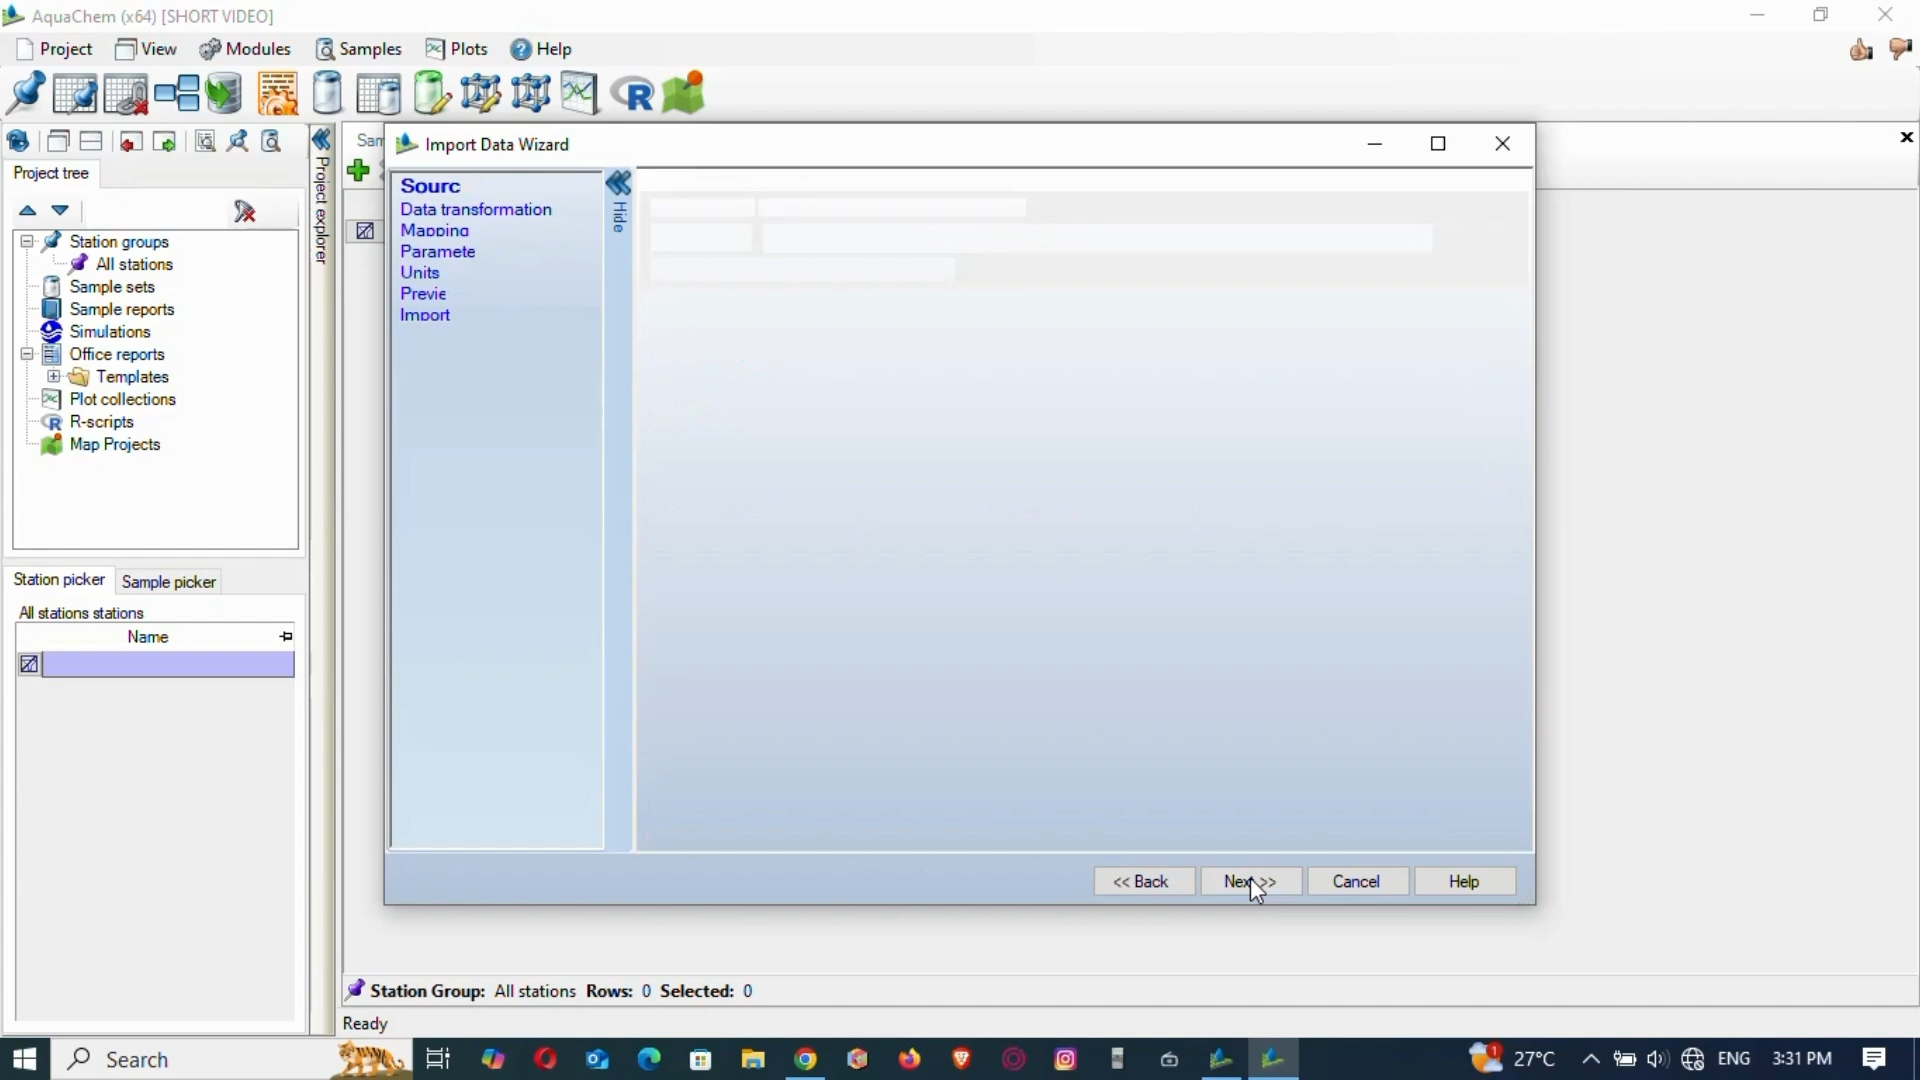 AquaChem (x64) [SHORT VIDEO]
Project View Modules Samples Plots Help
R
Project tree
Station groups
All stations
Sample sets
Sample reports
Simulations
Office reports
Templates
Plot collections
R-scripts
Map Projects
Project explorer
Station picker Sample picker
All stations stations
Name
Sam
Import Data Wizard
Sourc
Data transformation
Mapping
Paramete
Units
Previe
Import
Hide
<< Back Next >> Cancel Help
Station Group: All stations Rows: 0 Selected: 0
Ready
Search
1 27°C ENG 3:31 PM